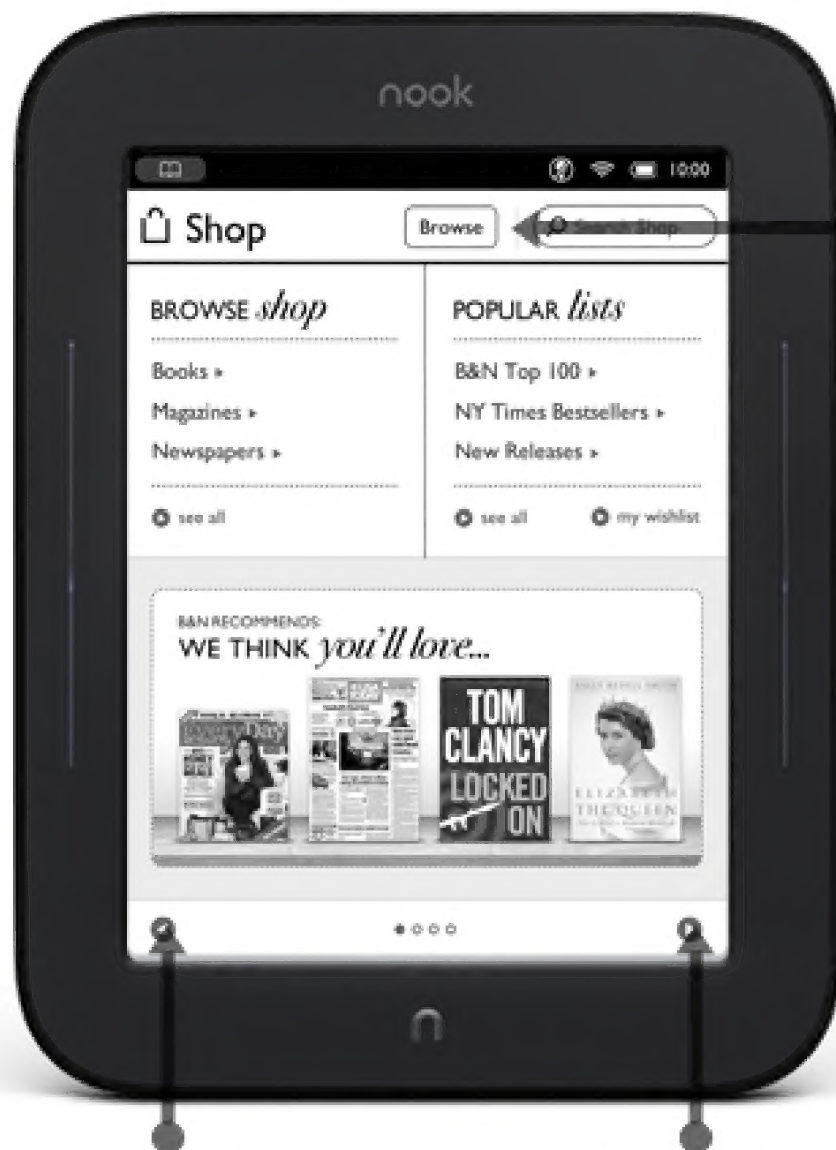 nook
10:00
Shop
Browse
Search Shop
BROWSE shop
Books
Magazines
Newspapers
see all
POPULAR lists
B&N Top 100
NY Times Bestsellers
New Releases
see all
my wishlist
B&N RECOMMENDS:
WE THINK you'll love...
every Day
TOM
CLANCY
LOCKED
ON
ELIZABETH
THE QUEEN
n